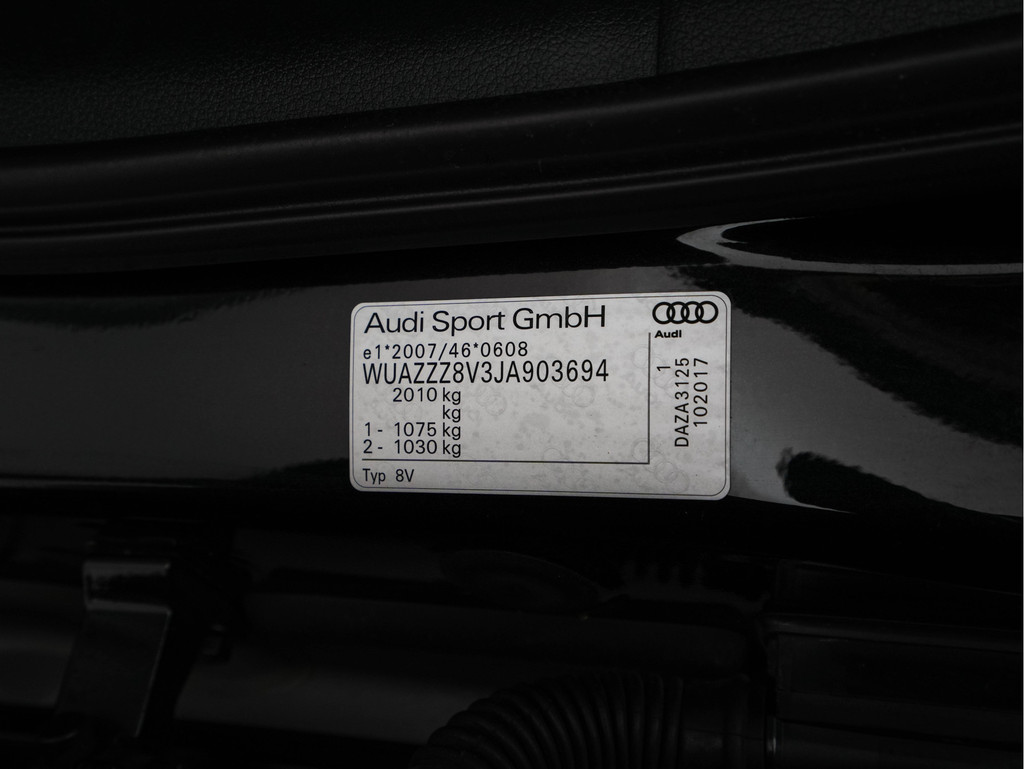 Audi Sport GmbH
Audi
e1*2007/46*0608
WUAZZZ8V3JA903694
2010 kg
kg
1 - 1075 kg
2 - 1030 kg
Typ 8V
1
DAZA3125
102017